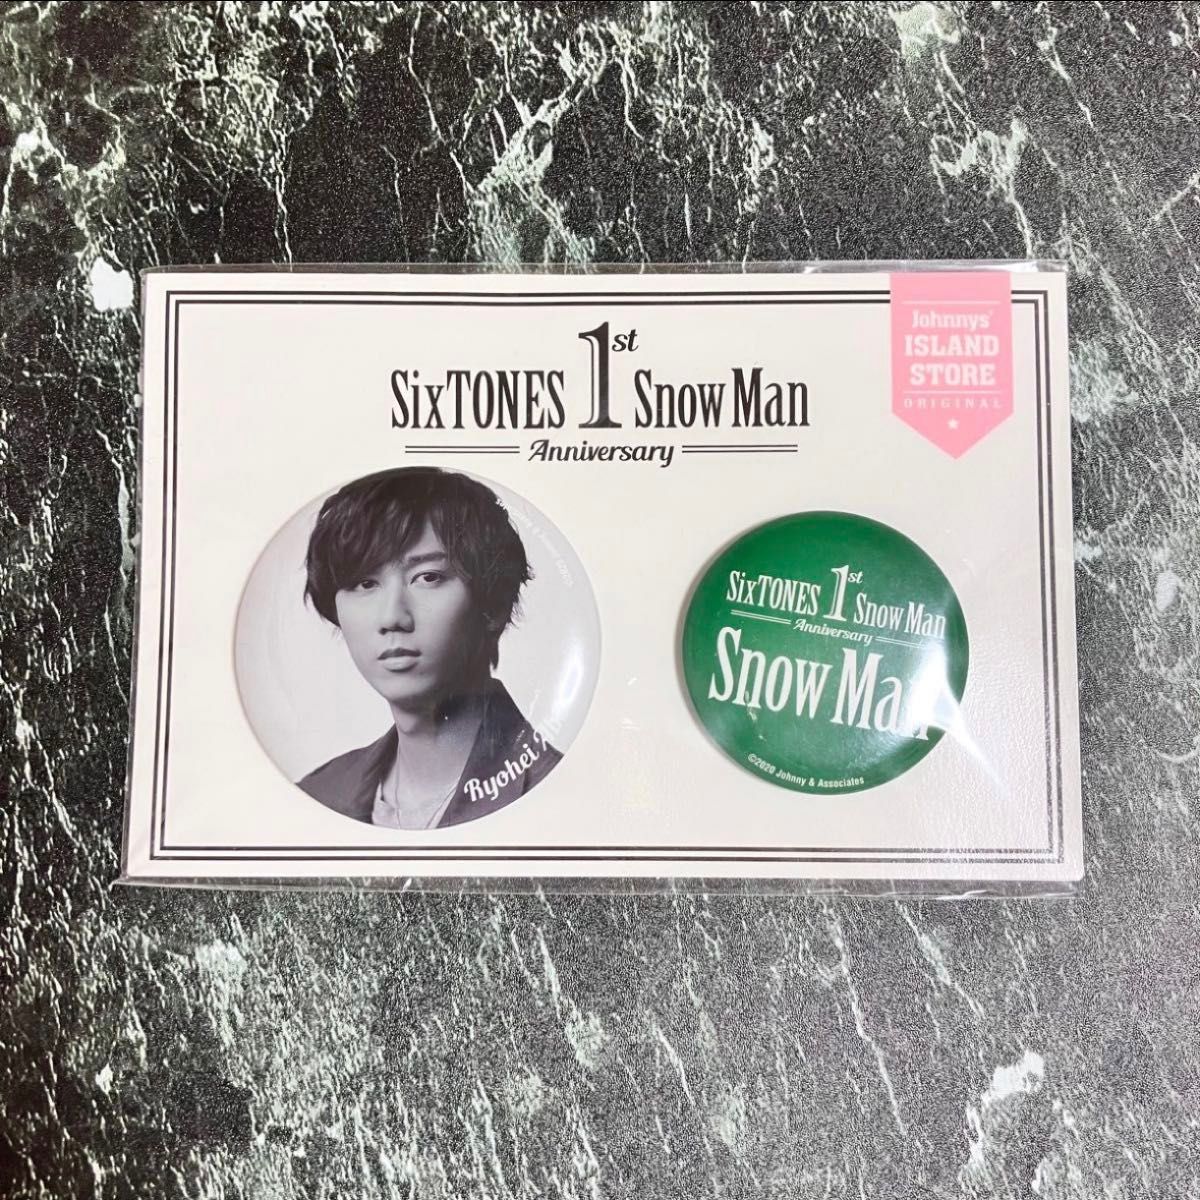 Johnnys'
ISLAND
STORE
ORIGINAL
SixTONES 1st Snow Man
Anniversary
Ryohei
SixTONES 1st Snow Man
Anniversary
Snow Man
©2020 Johnny & Associates